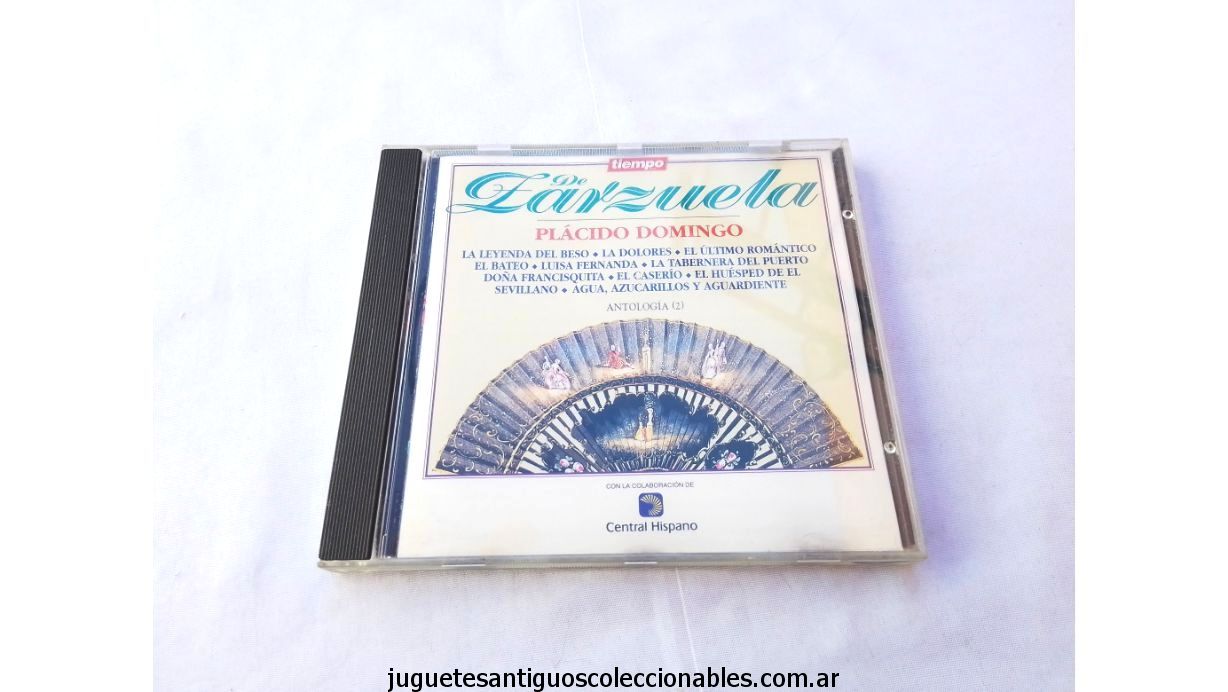 tiempo
De
Zarzuela
PLÁCIDO DOMINGO
LA LEYENDA DEL BESO ◆ LA DOLORES ◆ EL ÚLTIMO ROMÁNTICO
EL BATEO ◆ LUISA FERNANDA ◆ LA TABERNERA DEL PUERTO
DOÑA FRANCISQUITA ◆ EL CASERÍO ◆ EL HUÉSPED DE EL
SEVILLANO ◆ AGUA, AZUCARILLOS Y AGUARDIENTE
ANTOLOGÍA (2)
CON LA COLABORACIÓN DE
Central Hispano
juguetesantiguoscoleccionables.com.ar